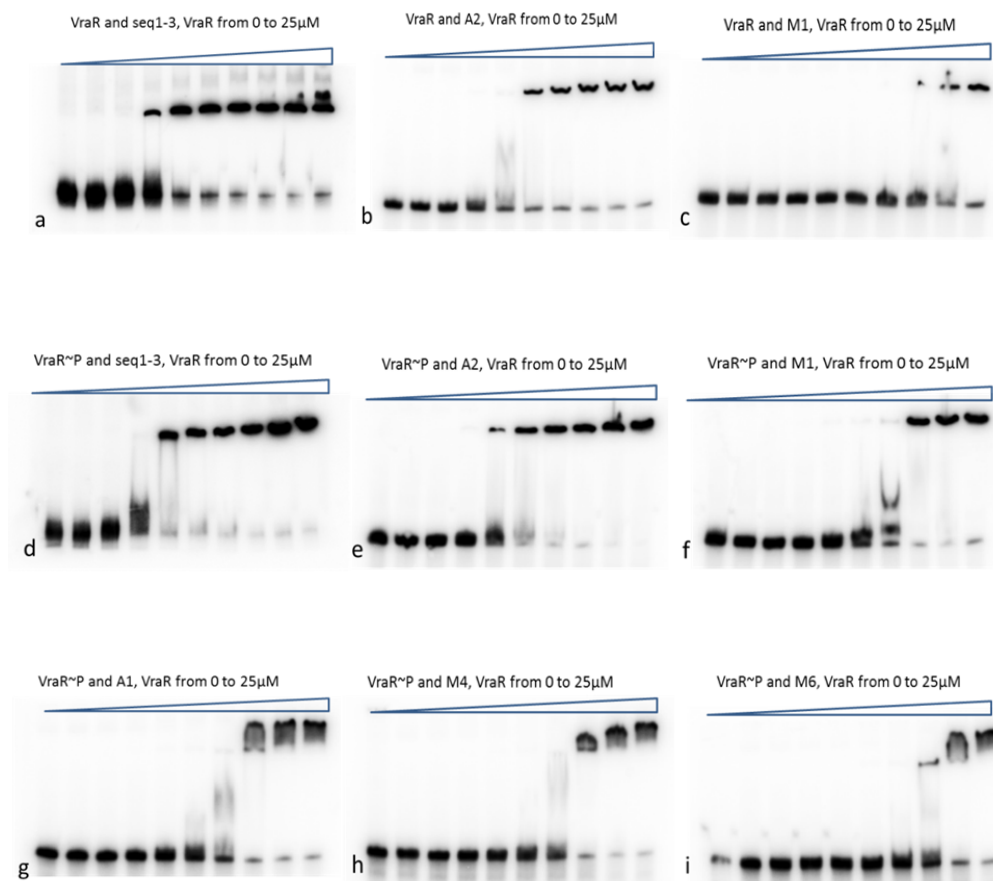 VraR and seq1-3, VraR from 0 to 25µM
VraR and A2, VraR from 0 to 25µM
VraR and M1, VraR from 0 to 25µM
a
b
c
VraR~P and seq1-3, VraR from 0 to 25µM
VraR~P and A2, VraR from 0 to 25µM
VraR~P and M1, VraR from 0 to 25µM
d
e
f
VraR~P and A1, VraR from 0 to 25µM
VraR~P and M4, VraR from 0 to 25µM
VraR~P and M6, VraR from 0 to 25µM
g
h
i